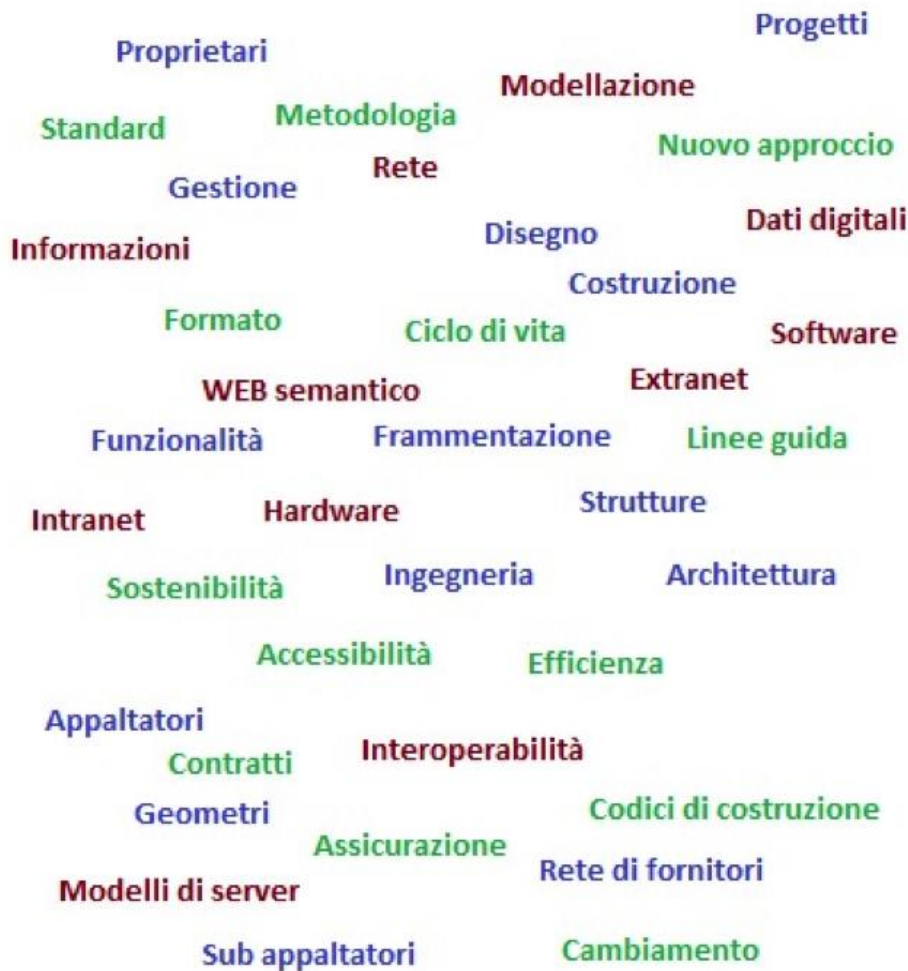 Progetti
Proprietari
Modellazione
Metodologia
Standard
Nuovo approccio
Rete
Gestione
Dati digitali
Disegno
Informazioni
Costruzione
Formato
Ciclo di vita
Software
Extranet
WEB semantico
Frammentazione
Linee guida
Funzionalità
Strutture
Hardware
Intranet
Ingegneria
Architettura
Sostenibilità
Accessibilità
Efficienza
Appaltatori
Interoperabilità
Contratti
Codici di costruzione
Geometri
Assicurazione
Rete di fornitori
Modelli di server
Cambiamento
Sub appaltatori